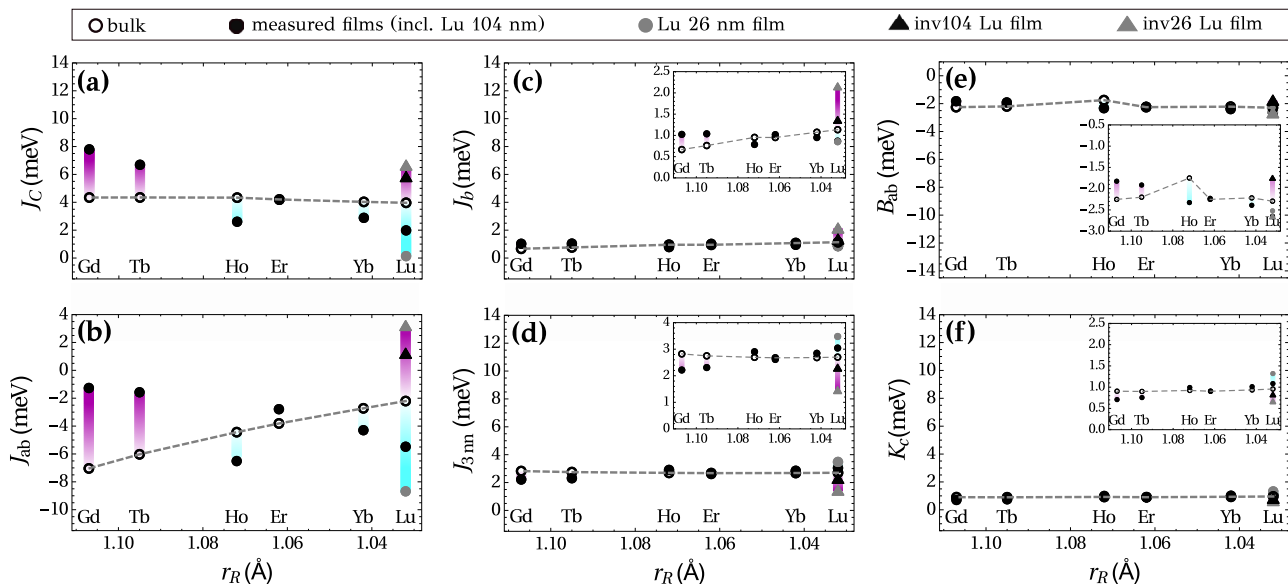 bulk measured films (incl. Lu 104 nm) Lu 26 nm film inv104 Lu film inv26 Lu film
(a)
J_C (meV)
14
12
10
8
6
4
2
0
Gd Tb Ho Er Yb Lu
(b)
J_ab (meV)
4
2
0
−2
−4
−6
−8
−10
Gd Tb Ho Er Yb Lu
1.10 1.08 1.06 1.04
r_R (Å)
(c)
J_b (meV)
14
12
10
8
6
4
2
0
Gd Tb Ho Er Yb Lu
2.5
2.0
1.5
1.0
0.5
0.0
Gd Tb Ho Er Yb Lu
1.10 1.08 1.06 1.04
(d)
J_3nn (meV)
14
12
10
8
6
4
2
0
Gd Tb Ho Er Yb Lu
4
3
2
1
0
Gd Tb Ho Er Yb Lu
1.10 1.08 1.06 1.04
1.10 1.08 1.06 1.04
r_R (Å)
(e)
B_ab (meV)
0
−2
−4
−6
−8
−10
−12
−14
Gd Tb Ho Er Yb Lu
−0.5
−1.0
−1.5
−2.0
−2.5
−3.0
Gd Tb Ho Er Yb Lu
1.10 1.08 1.06 1.04
(f)
K_c (meV)
14
12
10
8
6
4
2
0
Gd Tb Ho Er Yb Lu
2.5
2.0
1.5
1.0
0.5
0.0
Gd Tb Ho Er Yb Lu
1.10 1.08 1.06 1.04
1.10 1.08 1.06 1.04
r_R (Å)